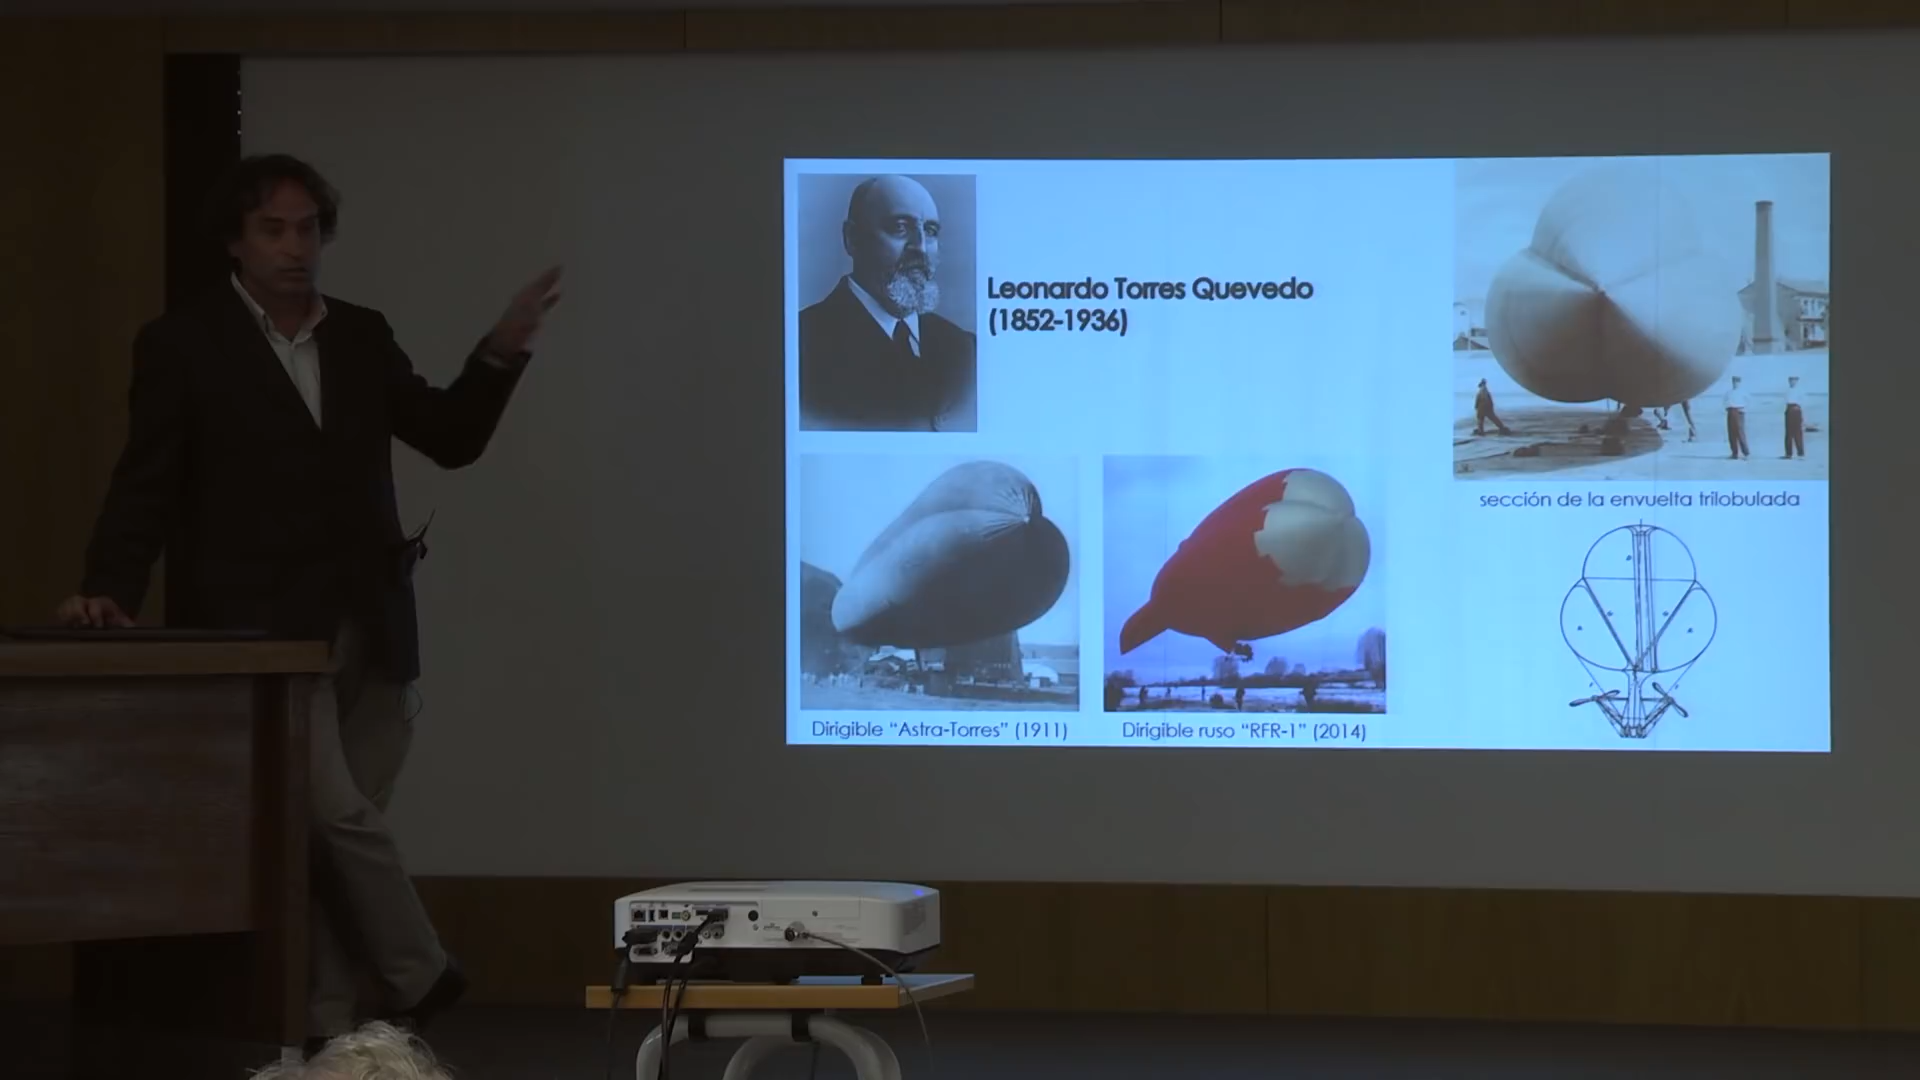 Leonardo Torres Quevedo
(1852-1936)
sección de la envuelta trilobulada
Dirigible “Astra-Torres” (1911)
Dirigible ruso “RFR-1” (2014)